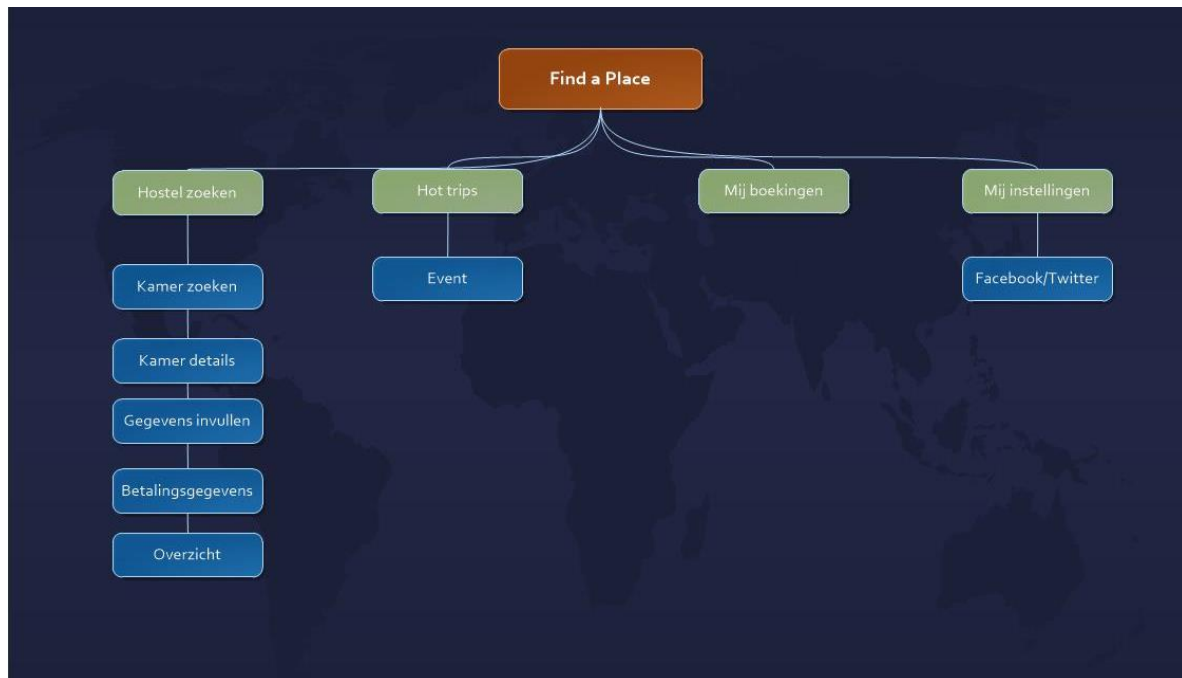 Find a Place
Hostel zoeken
Hot trips
Mij boekingen
Mij instellingen
Kamer zoeken
Event
Facebook/Twitter
Kamer details
Gegevens invullen
Betalingsgegevens
Overzicht